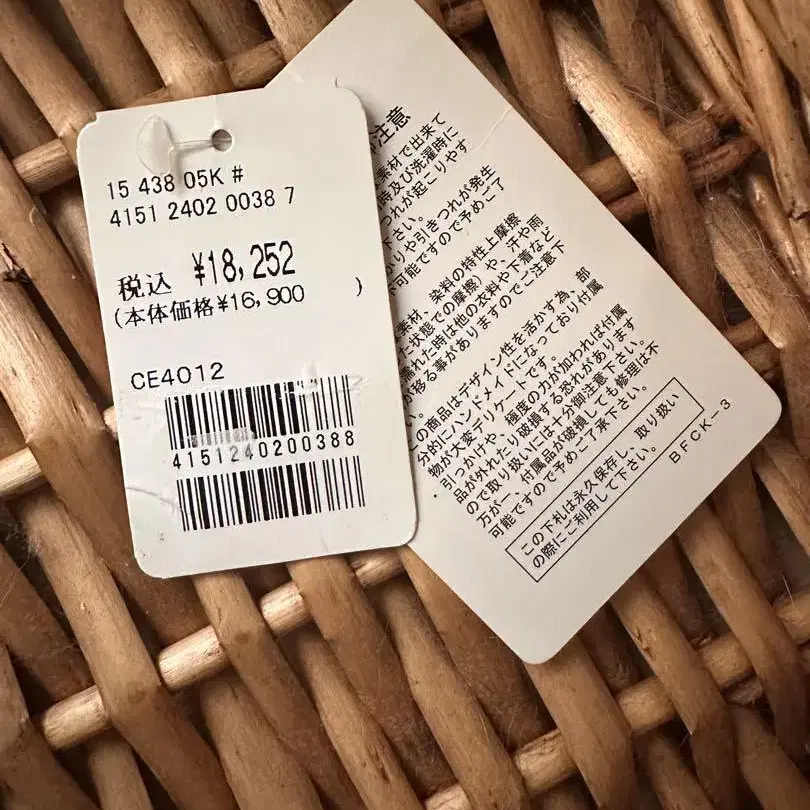 15 438 05K #
4151 2402 0038 7
税込 ¥18,252
(本体価格¥16,900 )
CE4012
4151240200388
注意
素材で出来て
時及び洗濯時に
つれが起こりやす
下さい。
かりや引きつれが発生
不可能ですので予めご了
素材、染料の特性上摩擦
た状態での摩擦）や、汗や雨
濡れた時は他の衣料や下着など
が移る事がありますのでご注意下
い。
この商品はデザイン性を活かす為、部
分的にハンドメイドになっており付属
物が大変デリケートです。
引っかけや、極度の力が加われば付属
品が外れたり破損する恐れがあります
ので取り扱いには十分御注意下さい。
万が一、付属品が破損しても修理は不
可能ですので予めご了承下さい。
この下札は永久保存し、取り扱い
の際にご利用して下さい。
BFCK-3